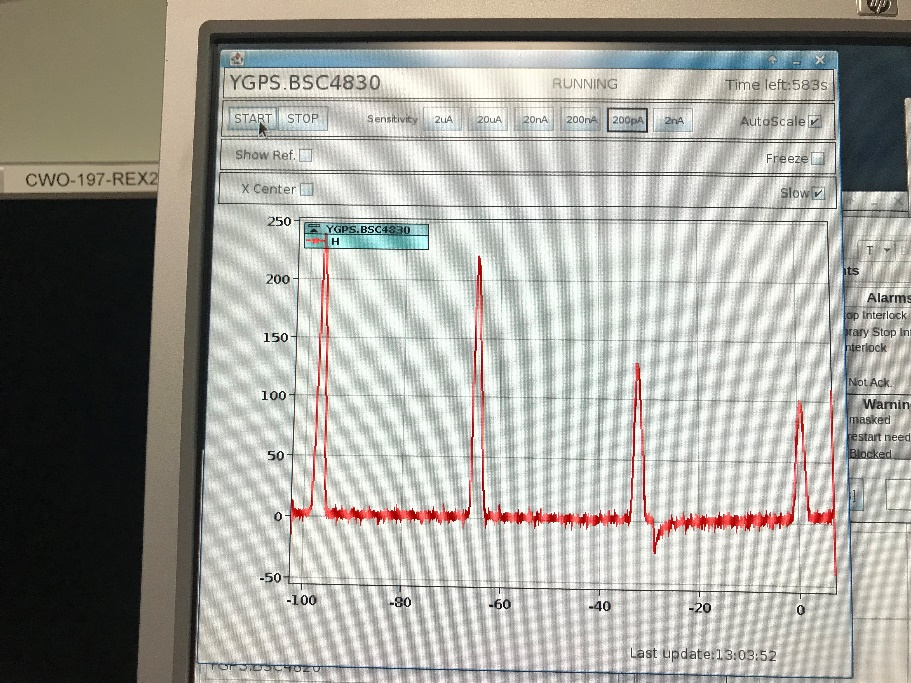 hp
YGPS.BSC4830 RUNNING Time left:583s
START STOP Sensitivity 2uA 20uA 20nA 200nA 200pA 2nA AutoScale
Show Ref. Freeze
CWO-197-REX2
X Center Slow
250
YGPS.BSC4830
H
200
150
100
50
0
-50
-100 -80 -60 -40 -20 0
Last update:13:03:52
T
Alarms
Interlock
Stop
Not Ack.
masked
restart
Blocked